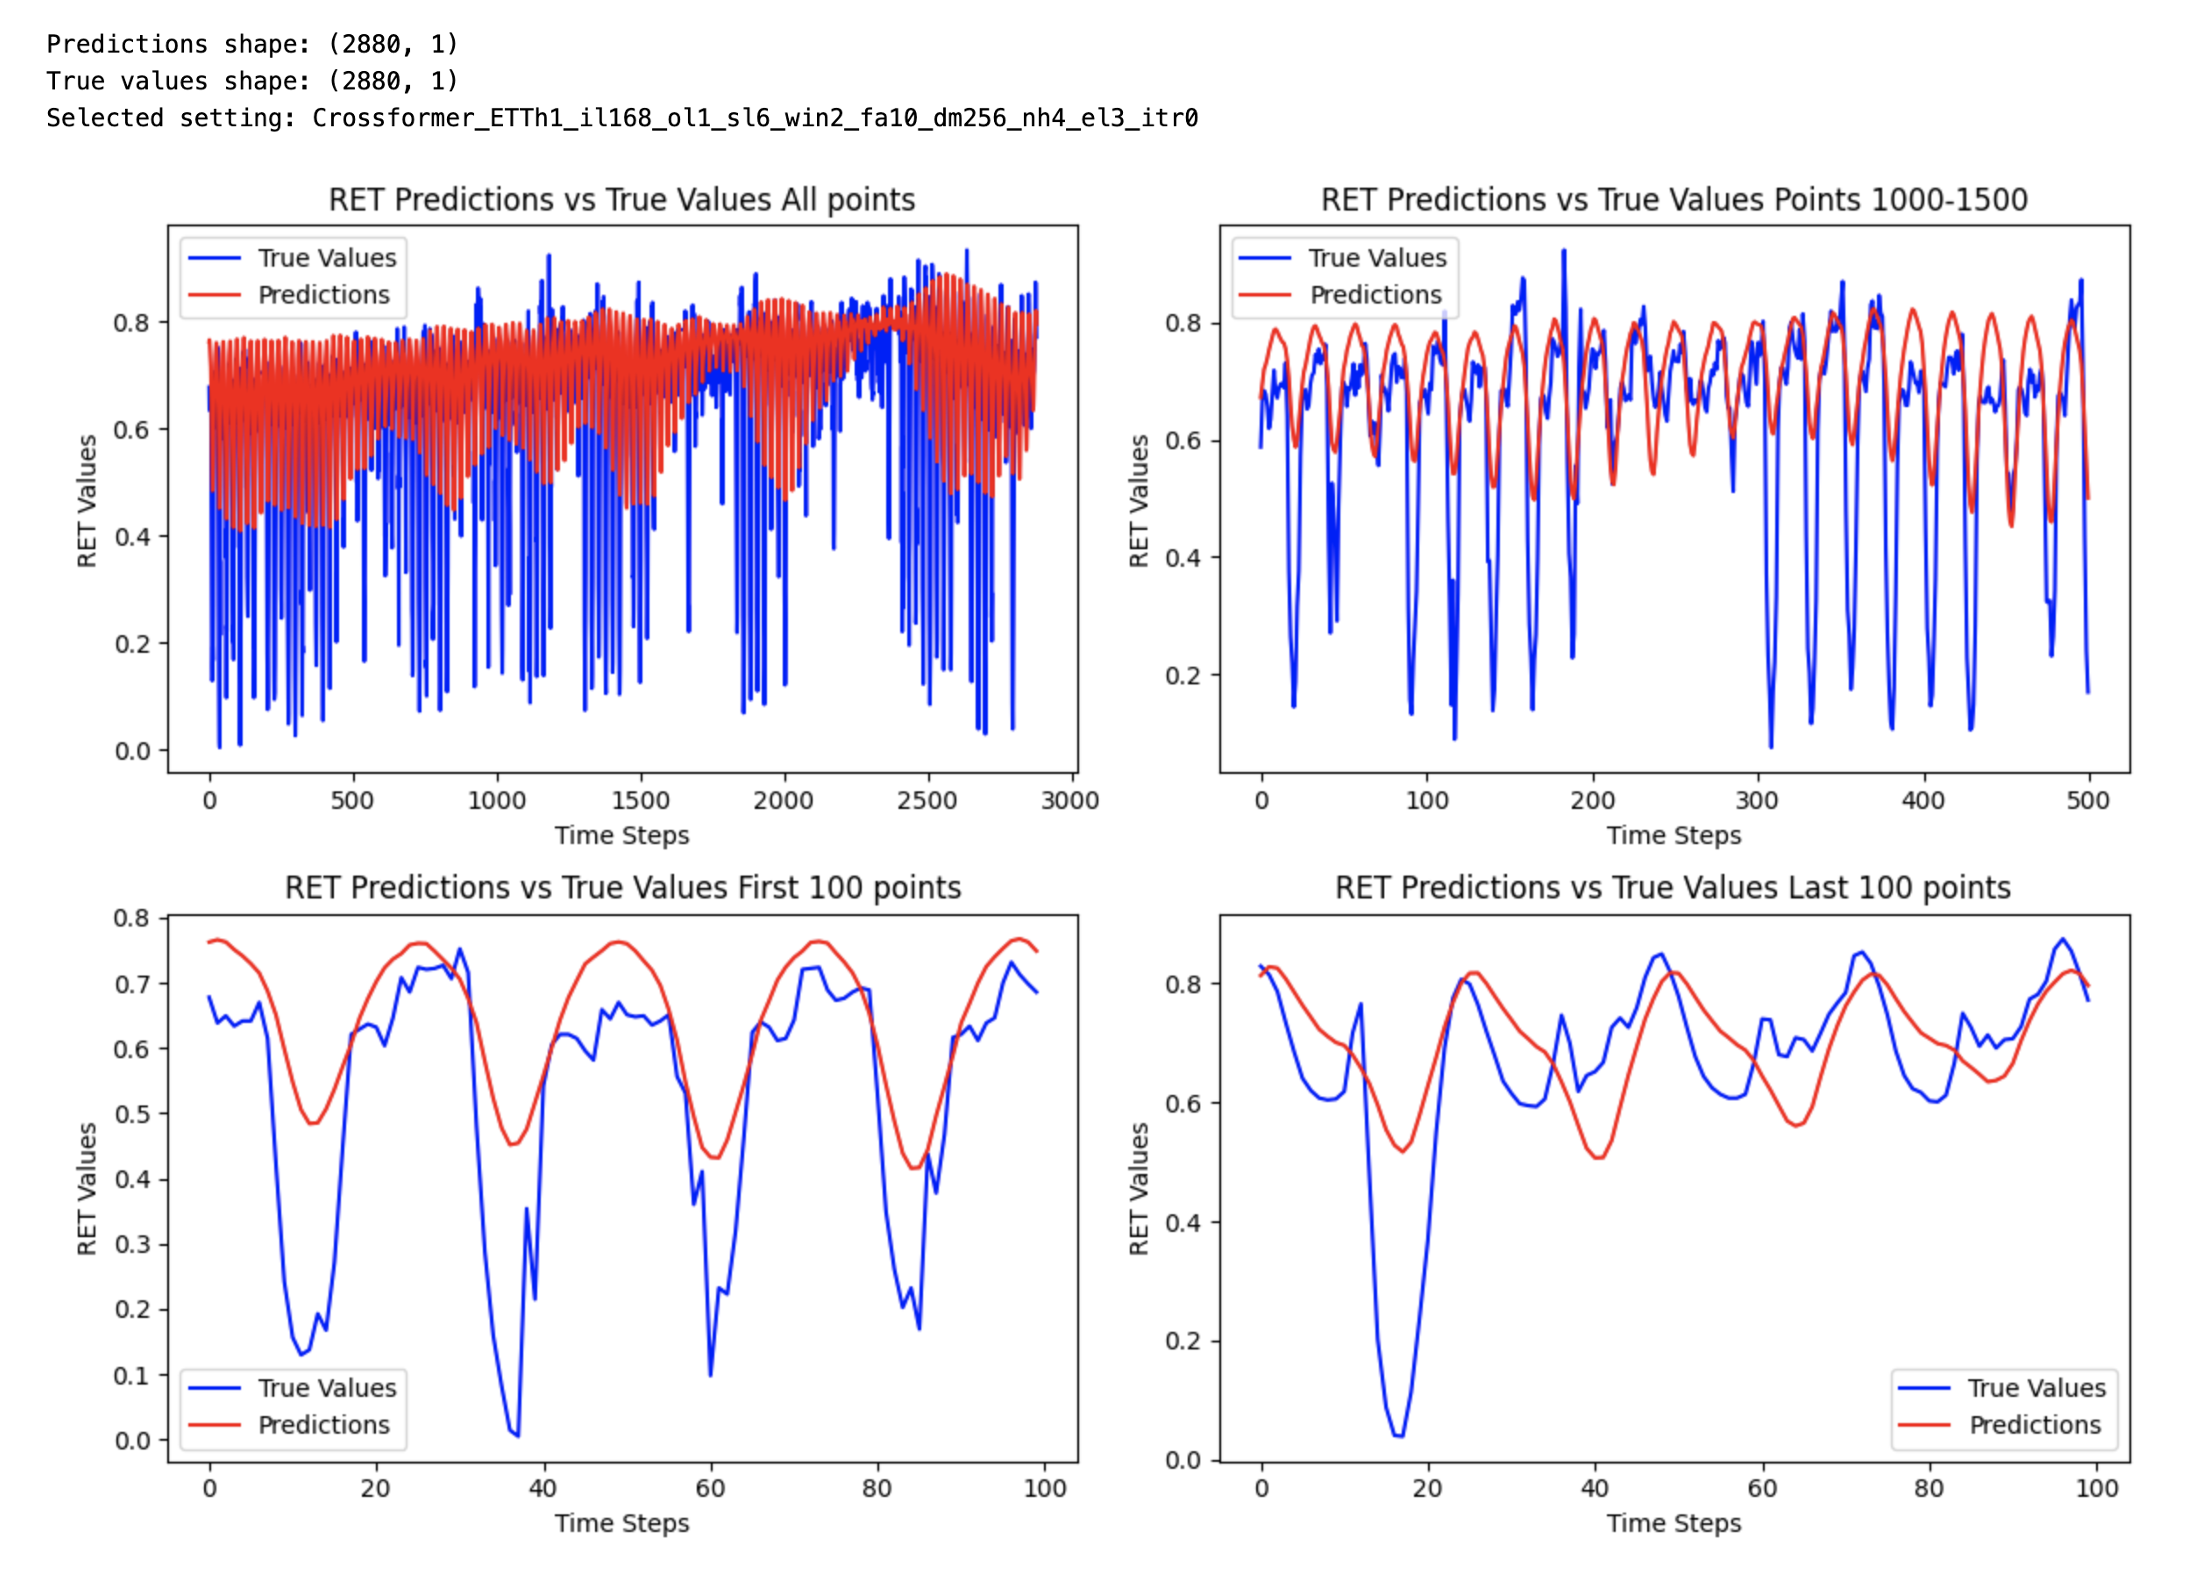 Predictions shape: (2880, 1)
True values shape: (2880, 1)
Selected setting: Crossformer_ETTh1_il168_ol1_sl6_win2_fa10_dm256_nh4_el3_itr0
RET Predictions vs True Values All points
True Values
Predictions
RET Values
0.8
0.6
0.4
0.2
0.0
0
500
1000
1500
2000
2500
3000
Time Steps
RET Predictions vs True Values Points 1000-1500
True Values
Predictions
RET Values
0.8
0.6
0.4
0.2
0
100
200
300
400
500
Time Steps
RET Predictions vs True Values First 100 points
RET Values
0.8
0.7
0.6
0.5
0.4
0.3
0.2
0.1
0.0
True Values
Predictions
0
20
40
60
80
100
Time Steps
RET Predictions vs True Values Last 100 points
RET Values
0.8
0.6
0.4
0.2
0.0
True Values
Predictions
0
20
40
60
80
100
Time Steps